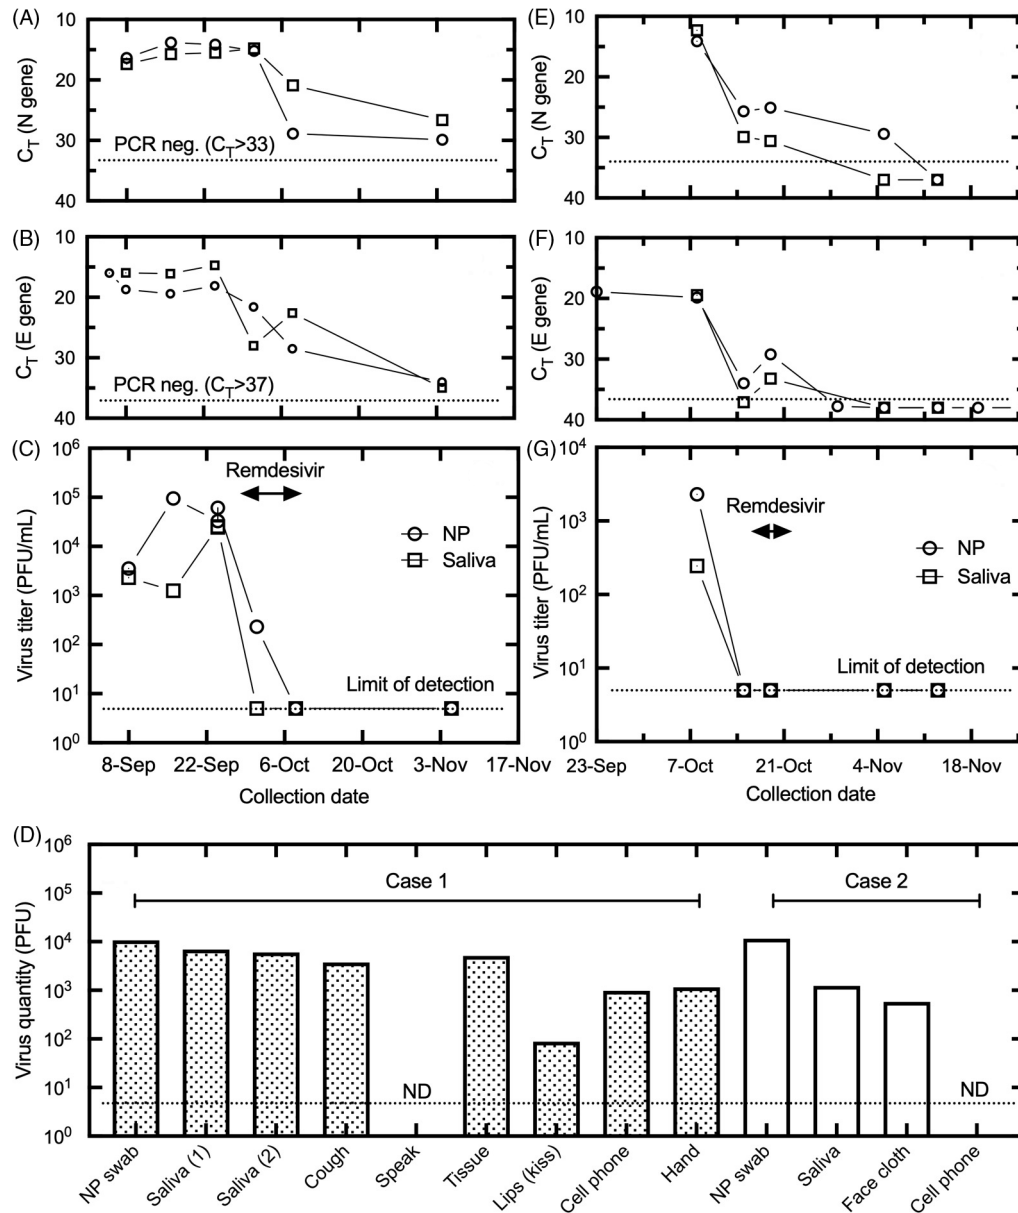 (A)
C_T (N gene)
10
20
30
40
PCR neg. (C_T>33)
(E)
C_T (N gene)
10
20
30
40
(B)
C_T (E gene)
10
20
30
40
PCR neg. (C_T>37)
(F)
C_T (E gene)
10
20
30
40
(C)
Virus titer (PFU/mL)
10^6
10^5
10^4
10^3
10^2
10^1
10^0
Remdesivir
NP
Saliva
Limit of detection
8-Sep 22-Sep 6-Oct 20-Oct 3-Nov 17-Nov
Collection date
(G)
Virus titer (PFU/mL)
10^4
10^3
10^2
10^1
10^0
Remdesivir
NP
Saliva
Limit of detection
23-Sep 7-Oct 21-Oct 4-Nov 18-Nov
Collection date
(D)
Virus quantity (PFU)
10^6
10^5
10^4
10^3
10^2
10^1
10^0
Case 1
Case 2
ND
ND
NP swab
Saliva (1)
Saliva (2)
Cough
Speak
Tissue
Lips (kiss)
Cell phone
Hand
NP swab
Saliva
Face cloth
Cell phone